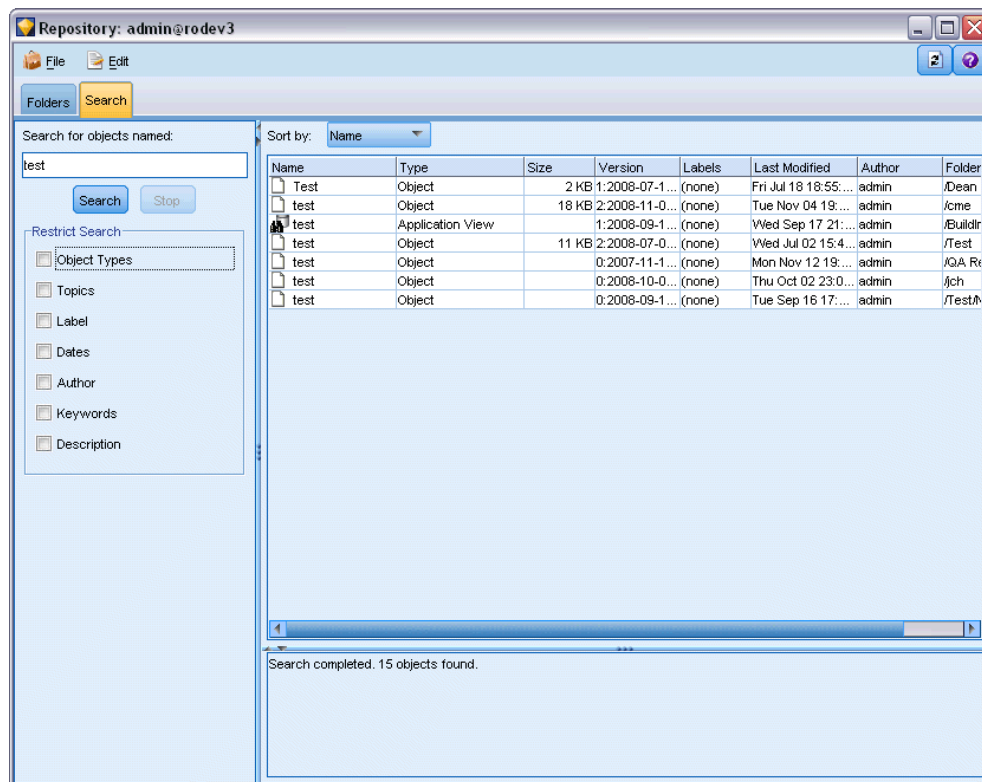 Repository: admin@rodev3
File Edit
Folders Search
Search for objects named:
test
Search Stop
Restrict Search
Object Types
Topics
Label
Dates
Author
Keywords
Description
Sort by: Name
Name Type Size Version Labels Last Modified Author Folder
Test Object 2 KB 1:2008-07-1... (none) Fri Jul 18 18:55:... admin /Dean
test Object 18 KB 2:2008-11-0... (none) Tue Nov 04 19:... admin /cme
test Application View 1:2008-09-1... (none) Wed Sep 17 21:... admin /BuildIr
test Object 11 KB 2:2008-07-0... (none) Wed Jul 02 15:4... admin /Test
test Object 0:2007-11-1... (none) Mon Nov 12 19:... admin /QA Re
test Object 0:2008-10-0... (none) Thu Oct 02 23:0... admin /jch
test Object 0:2008-09-1... (none) Tue Sep 16 17:... admin /Test/N
Search completed. 15 objects found.